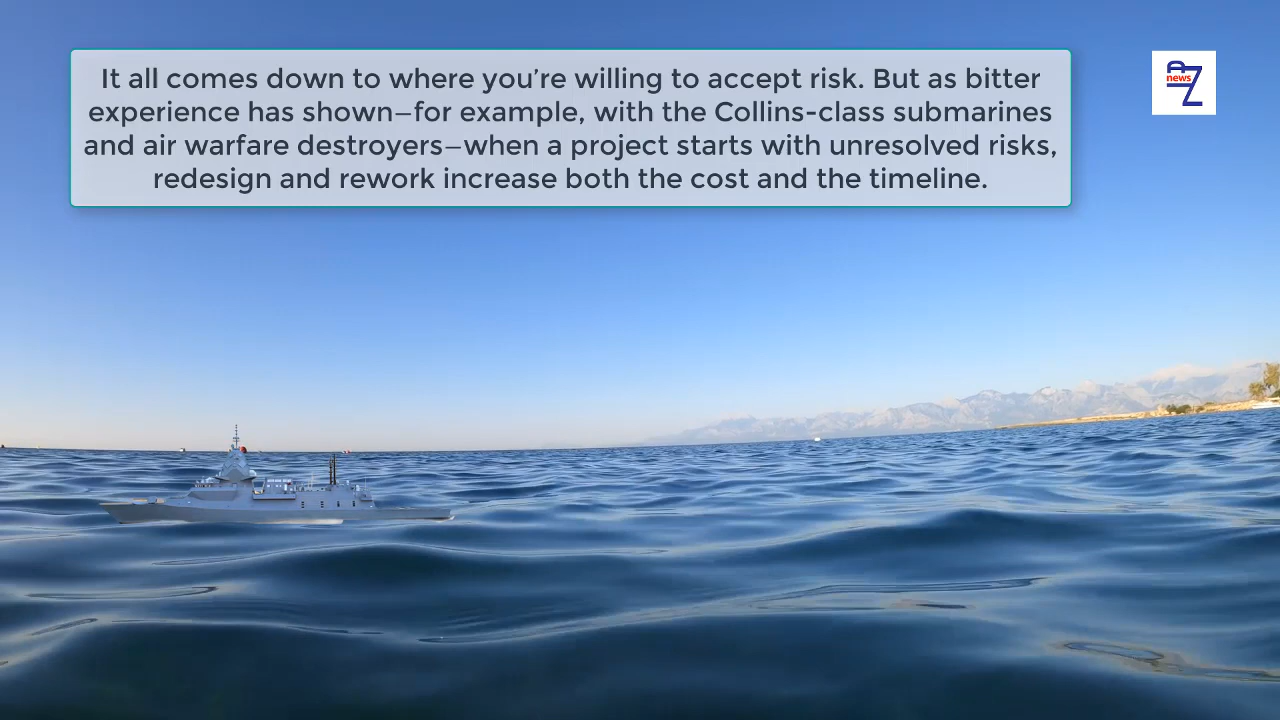 It all comes down to where you’re willing to accept risk. But as bitter
experience has shown—for example, with the Collins-class submarines
and air warfare destroyers—when a project starts with unresolved risks,
redesign and rework increase both the cost and the timeline.
A
news
Z